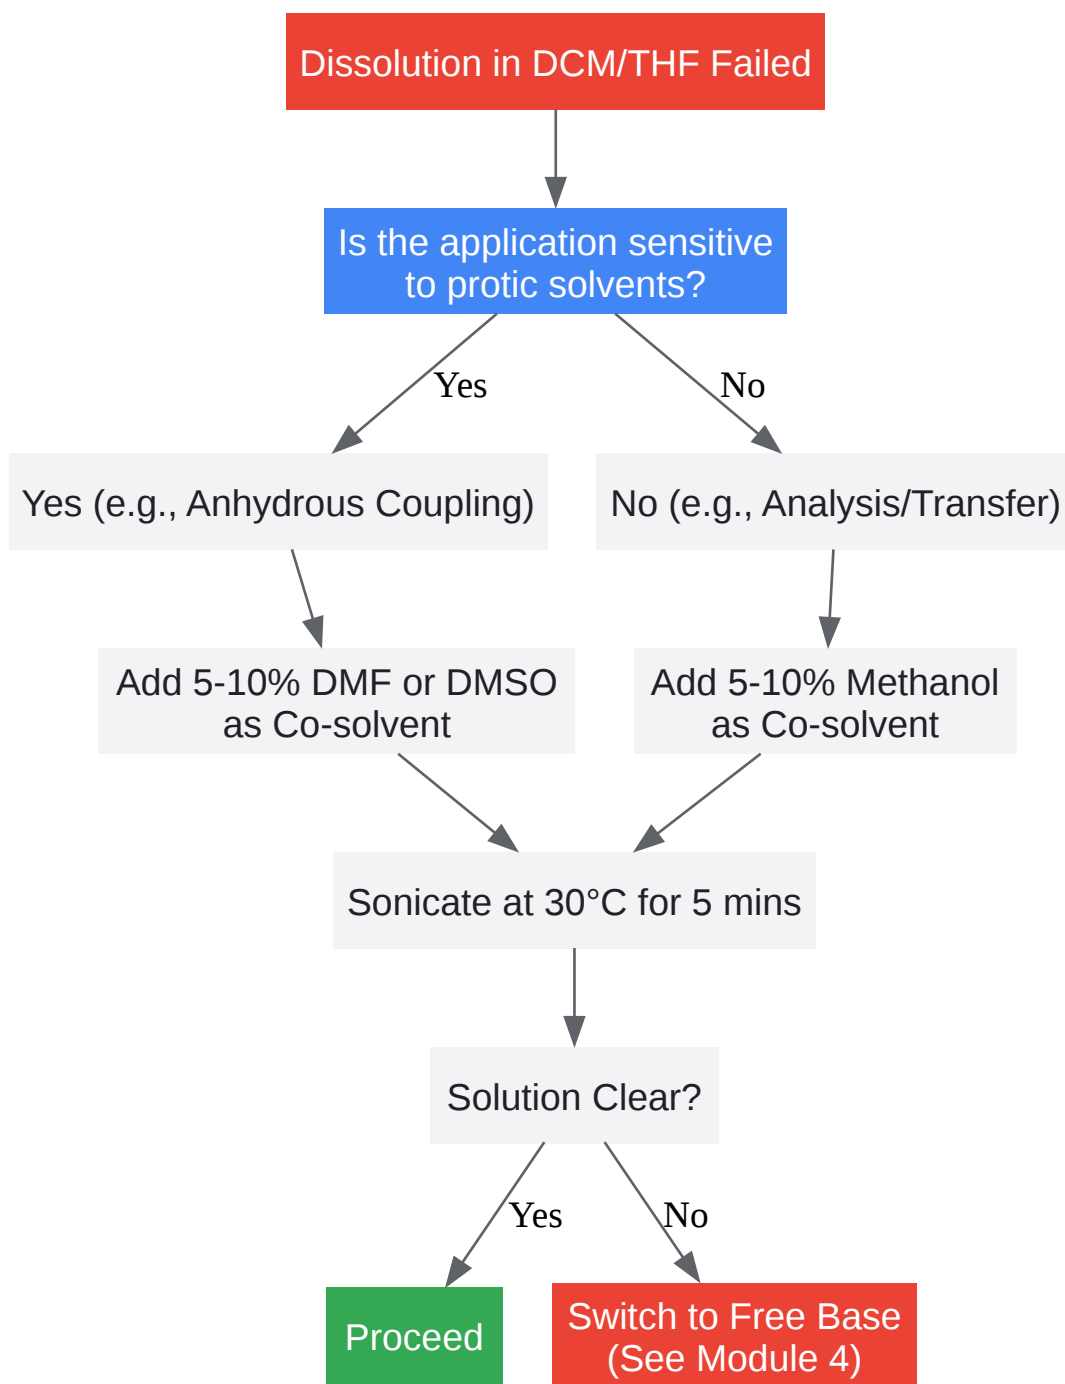 Dissolution in DCM/THF Failed
Is the application sensitive
to protic solvents?
Yes
No
Yes (e.g., Anhydrous Coupling)
No (e.g., Analysis/Transfer)
Add 5-10% DMF or DMSO
as Co-solvent
Add 5-10% Methanol
as Co-solvent
Sonicate at 30°C for 5 mins
Solution Clear?
Yes
No
Proceed
Switch to Free Base
(See Module 4)